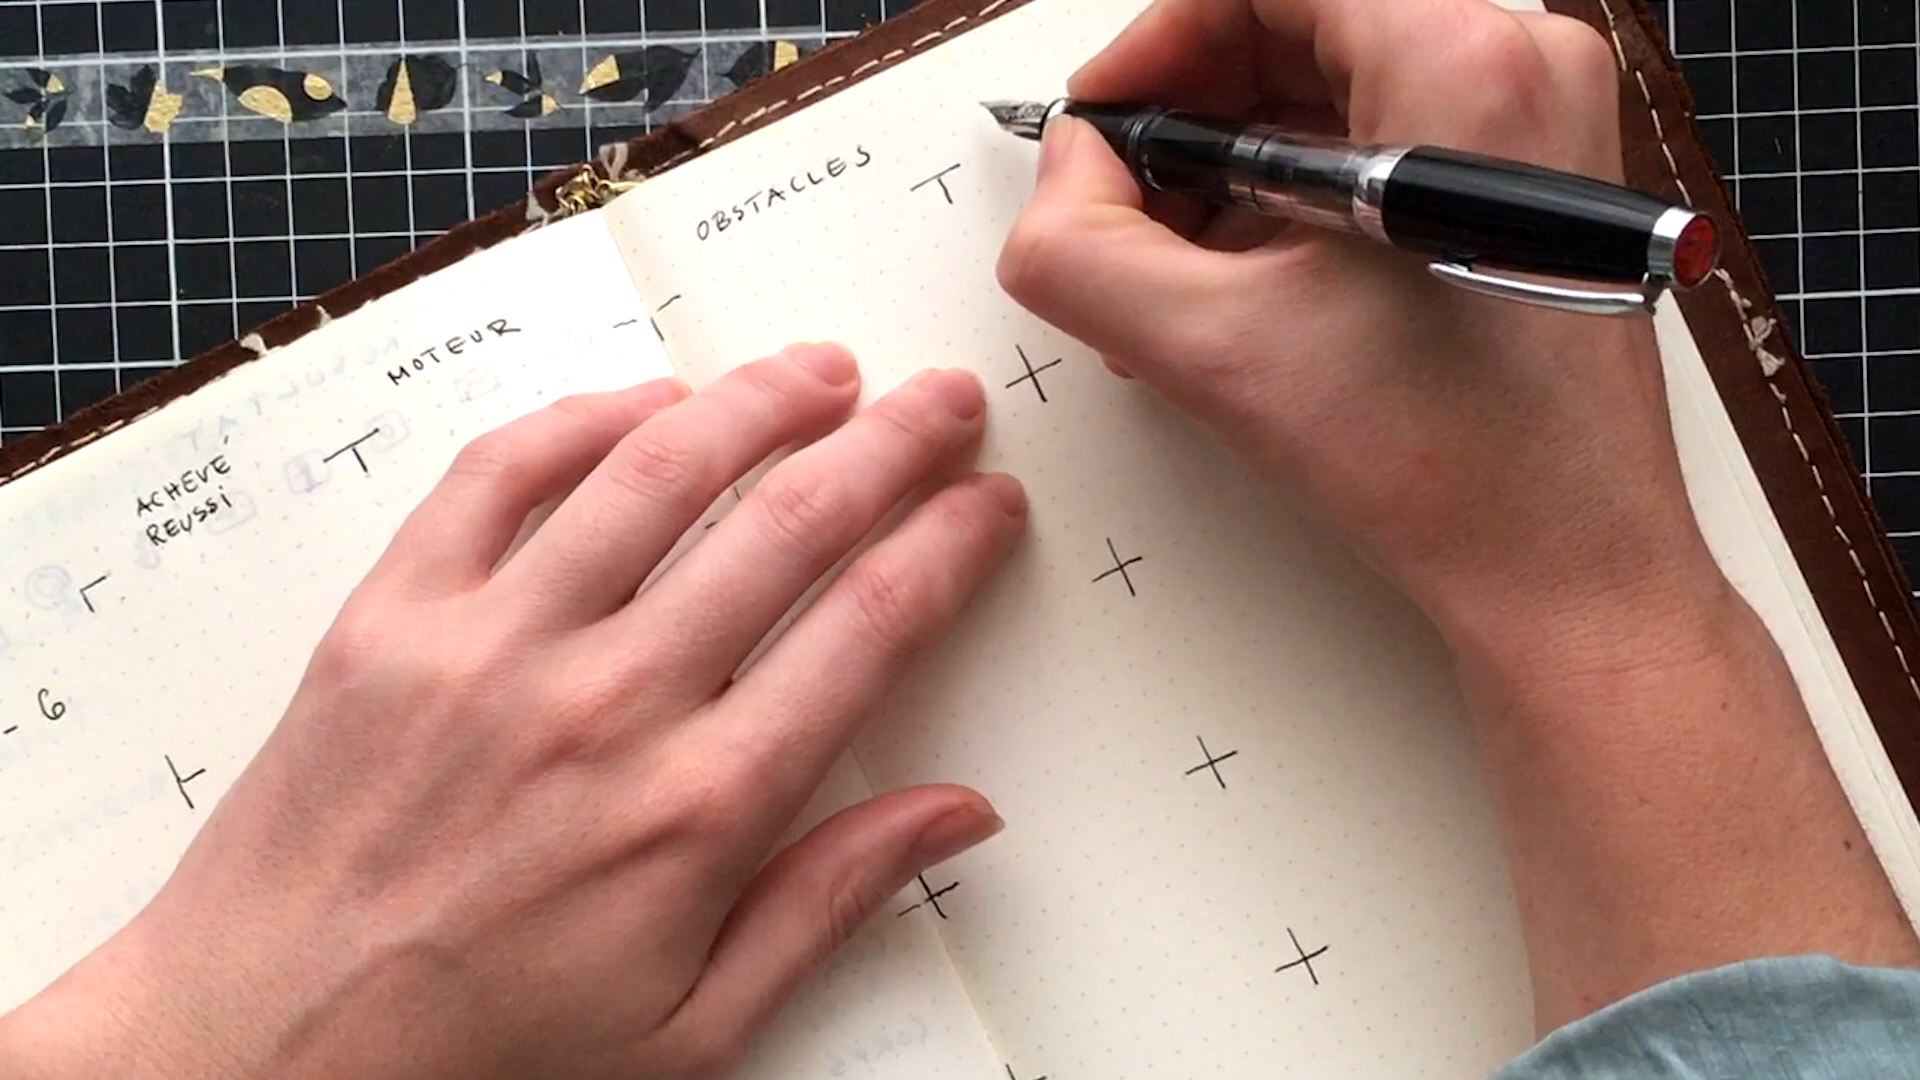 - 6
ACHEVÉ
REUSSI
MOTEUR
OBSTACLES